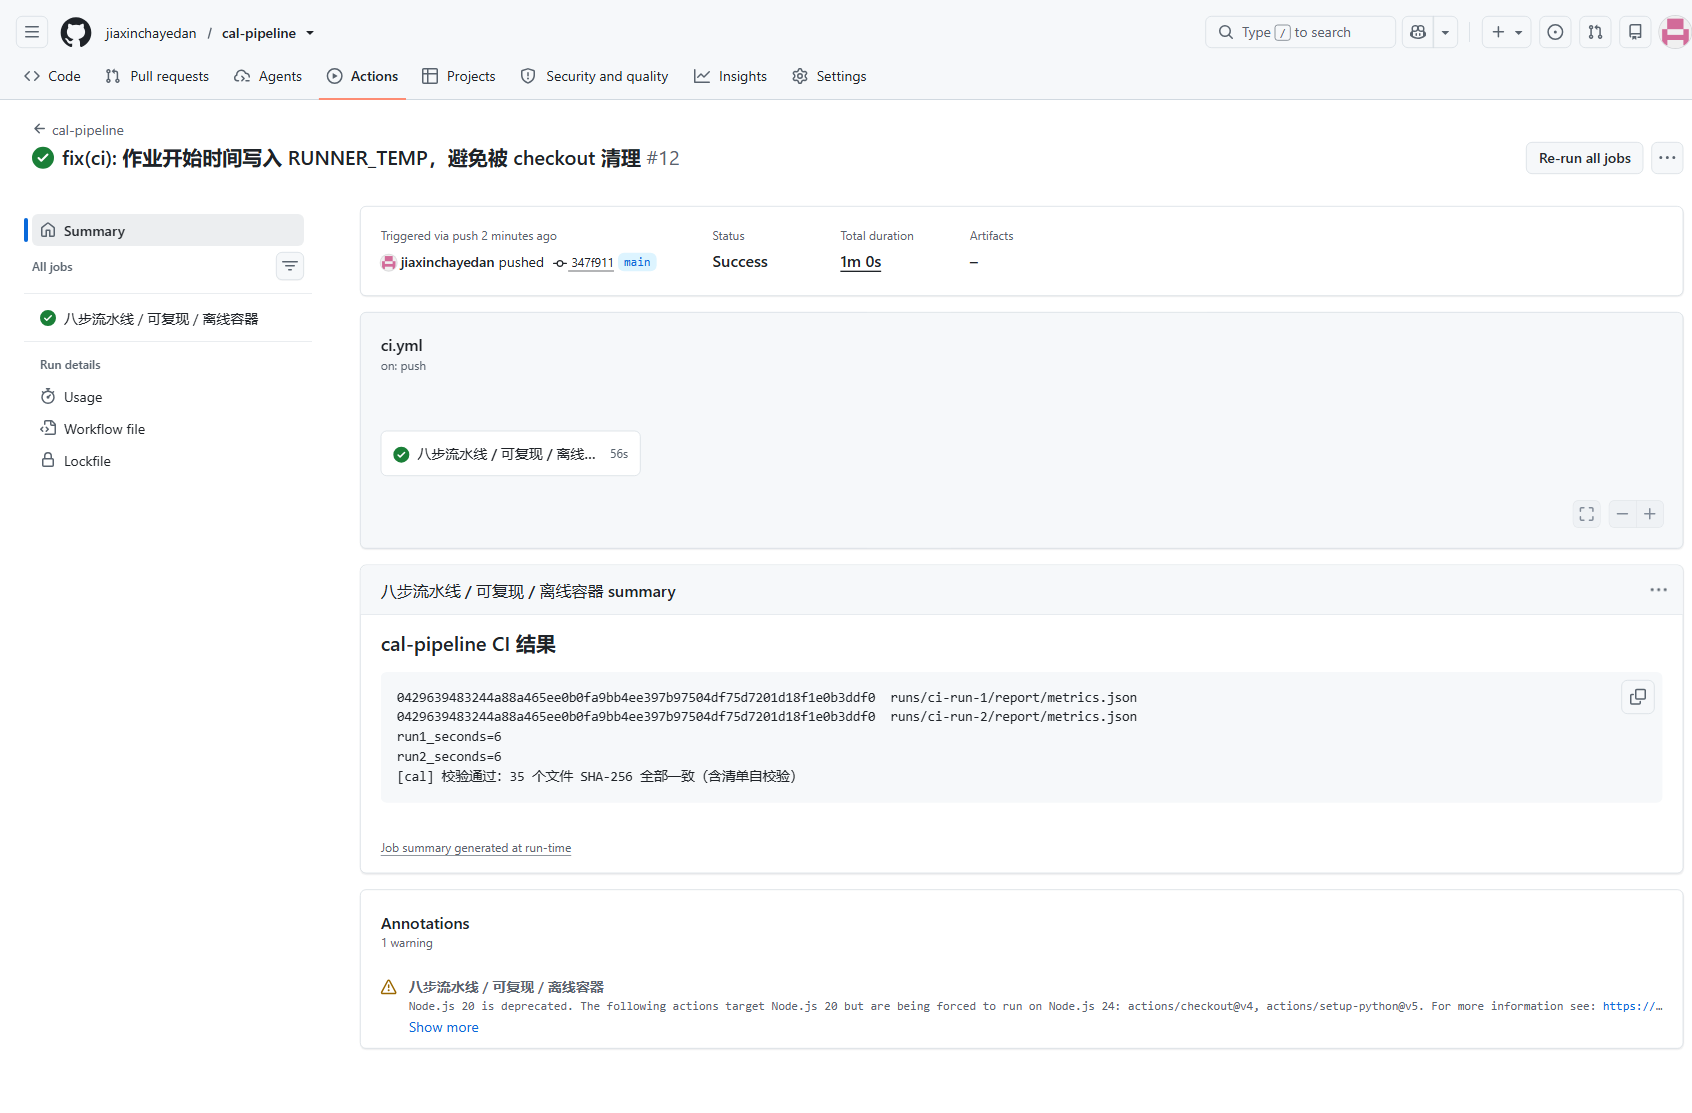 jiaxinchayedan / cal-pipeline
Type / to search
Code
Pull requests
Agents
Actions
Projects
Security and quality
Insights
Settings
cal-pipeline
fix(ci): 作业开始时间写入 RUNNER_TEMP，避免被 checkout 清理 #12
Re-run all jobs
Summary
All jobs
八步流水线 / 可复现 / 离线容器
Run details
Usage
Workflow file
Lockfile
Triggered via push 2 minutes ago
jiaxinchayedan pushed 347f911 main
Status
Success
Total duration
1m 0s
Artifacts
–
ci.yml
on: push
八步流水线 / 可复现 / 离线... 56s
八步流水线 / 可复现 / 离线容器 summary
cal-pipeline CI 结果
0429639483244a88a465ee0b0fa9bb4ee397b97504df75d7201d18f1e0b3ddf0 runs/ci-run-1/report/metrics.json
0429639483244a88a465ee0b0fa9bb4ee397b97504df75d7201d18f1e0b3ddf0 runs/ci-run-2/report/metrics.json
run1_seconds=6
run2_seconds=6
[cal] 校验通过：35 个文件 SHA-256 全部一致（含清单自校验）
Job summary generated at run-time
Annotations
1 warning
八步流水线 / 可复现 / 离线容器
Node.js 20 is deprecated. The following actions target Node.js 20 but are being forced to run on Node.js 24: actions/checkout@v4, actions/setup-python@v5. For more information see: https://…
Show more